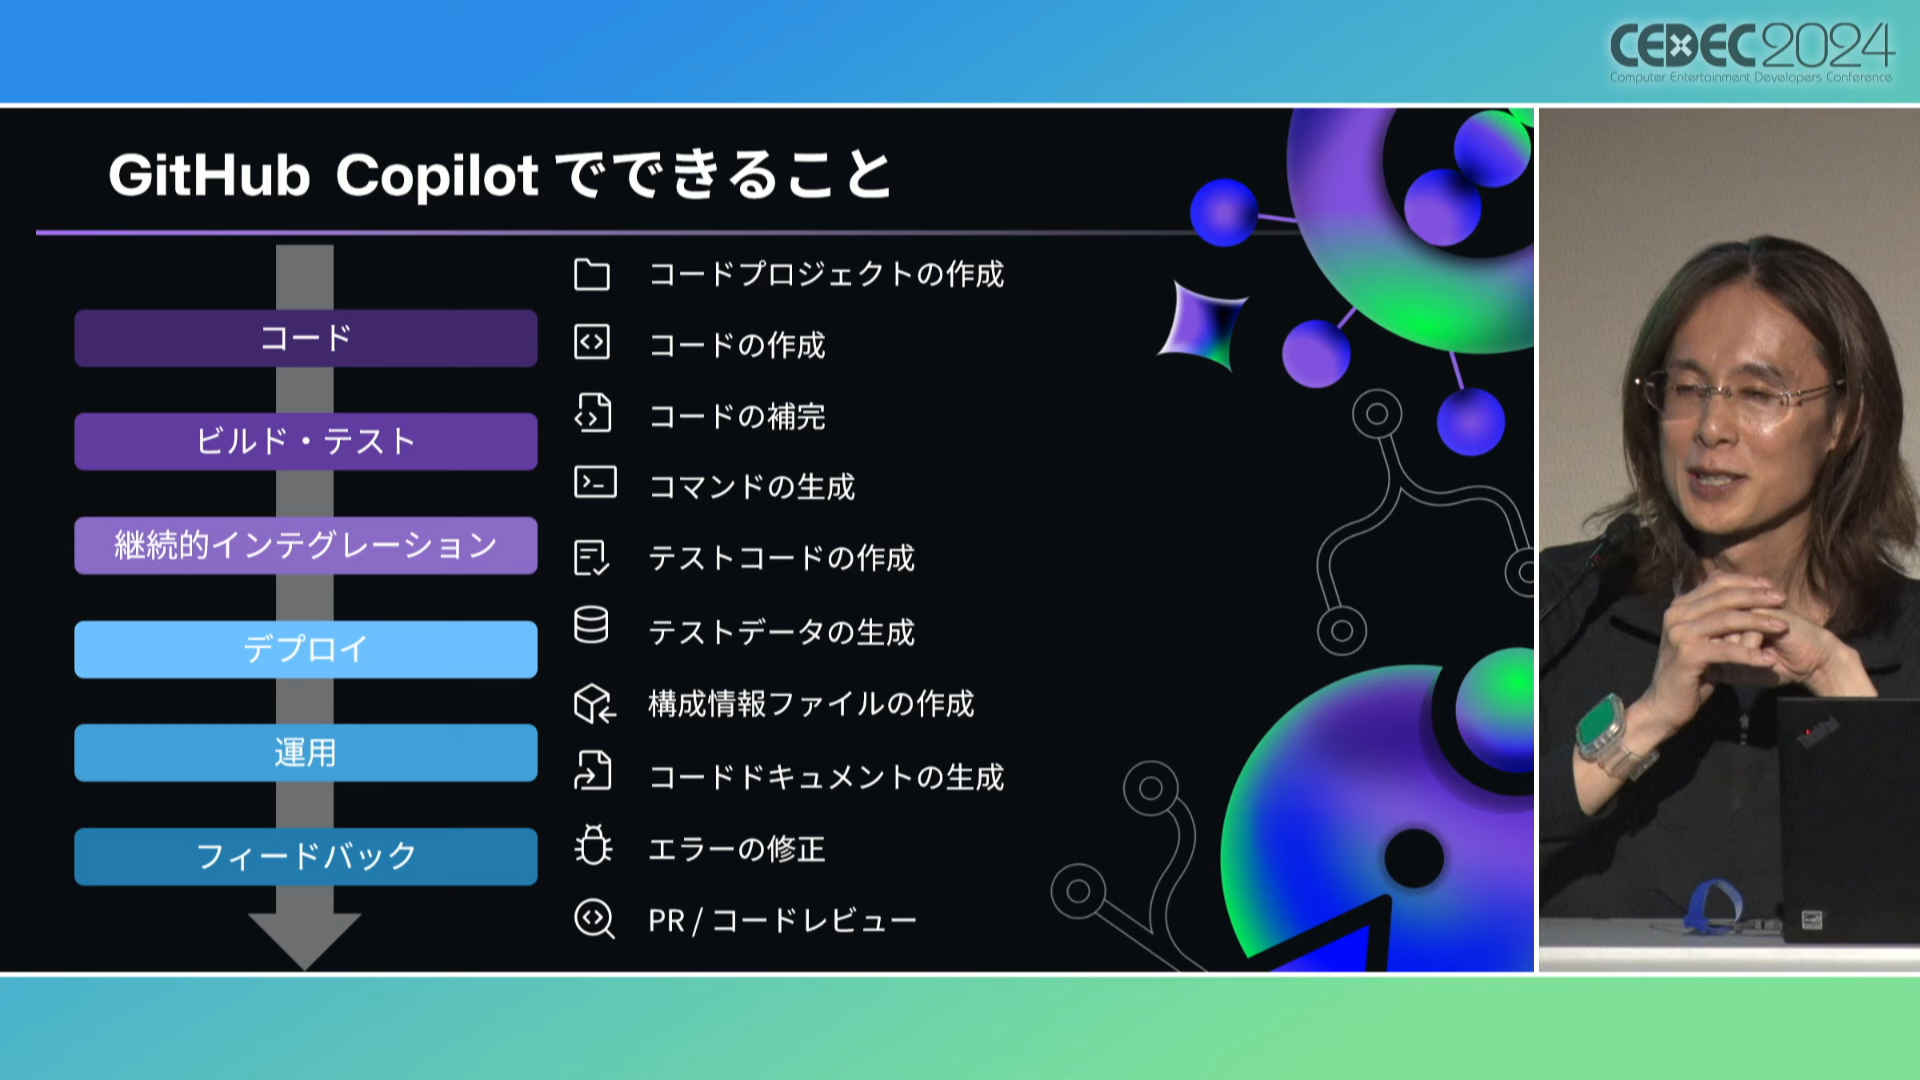 CEDEC2024
Computer Entertainment Developers Conference
GitHub Copilot でできること
コード
ビルド・テスト
継続的インテグレーション
デプロイ
運用
フィードバック
コードプロジェクトの作成
コードの作成
コードの補完
コマンドの生成
テストコードの作成
テストデータの生成
構成情報ファイルの作成
コードドキュメントの生成
エラーの修正
PR / コードレビュー
ThinkPad